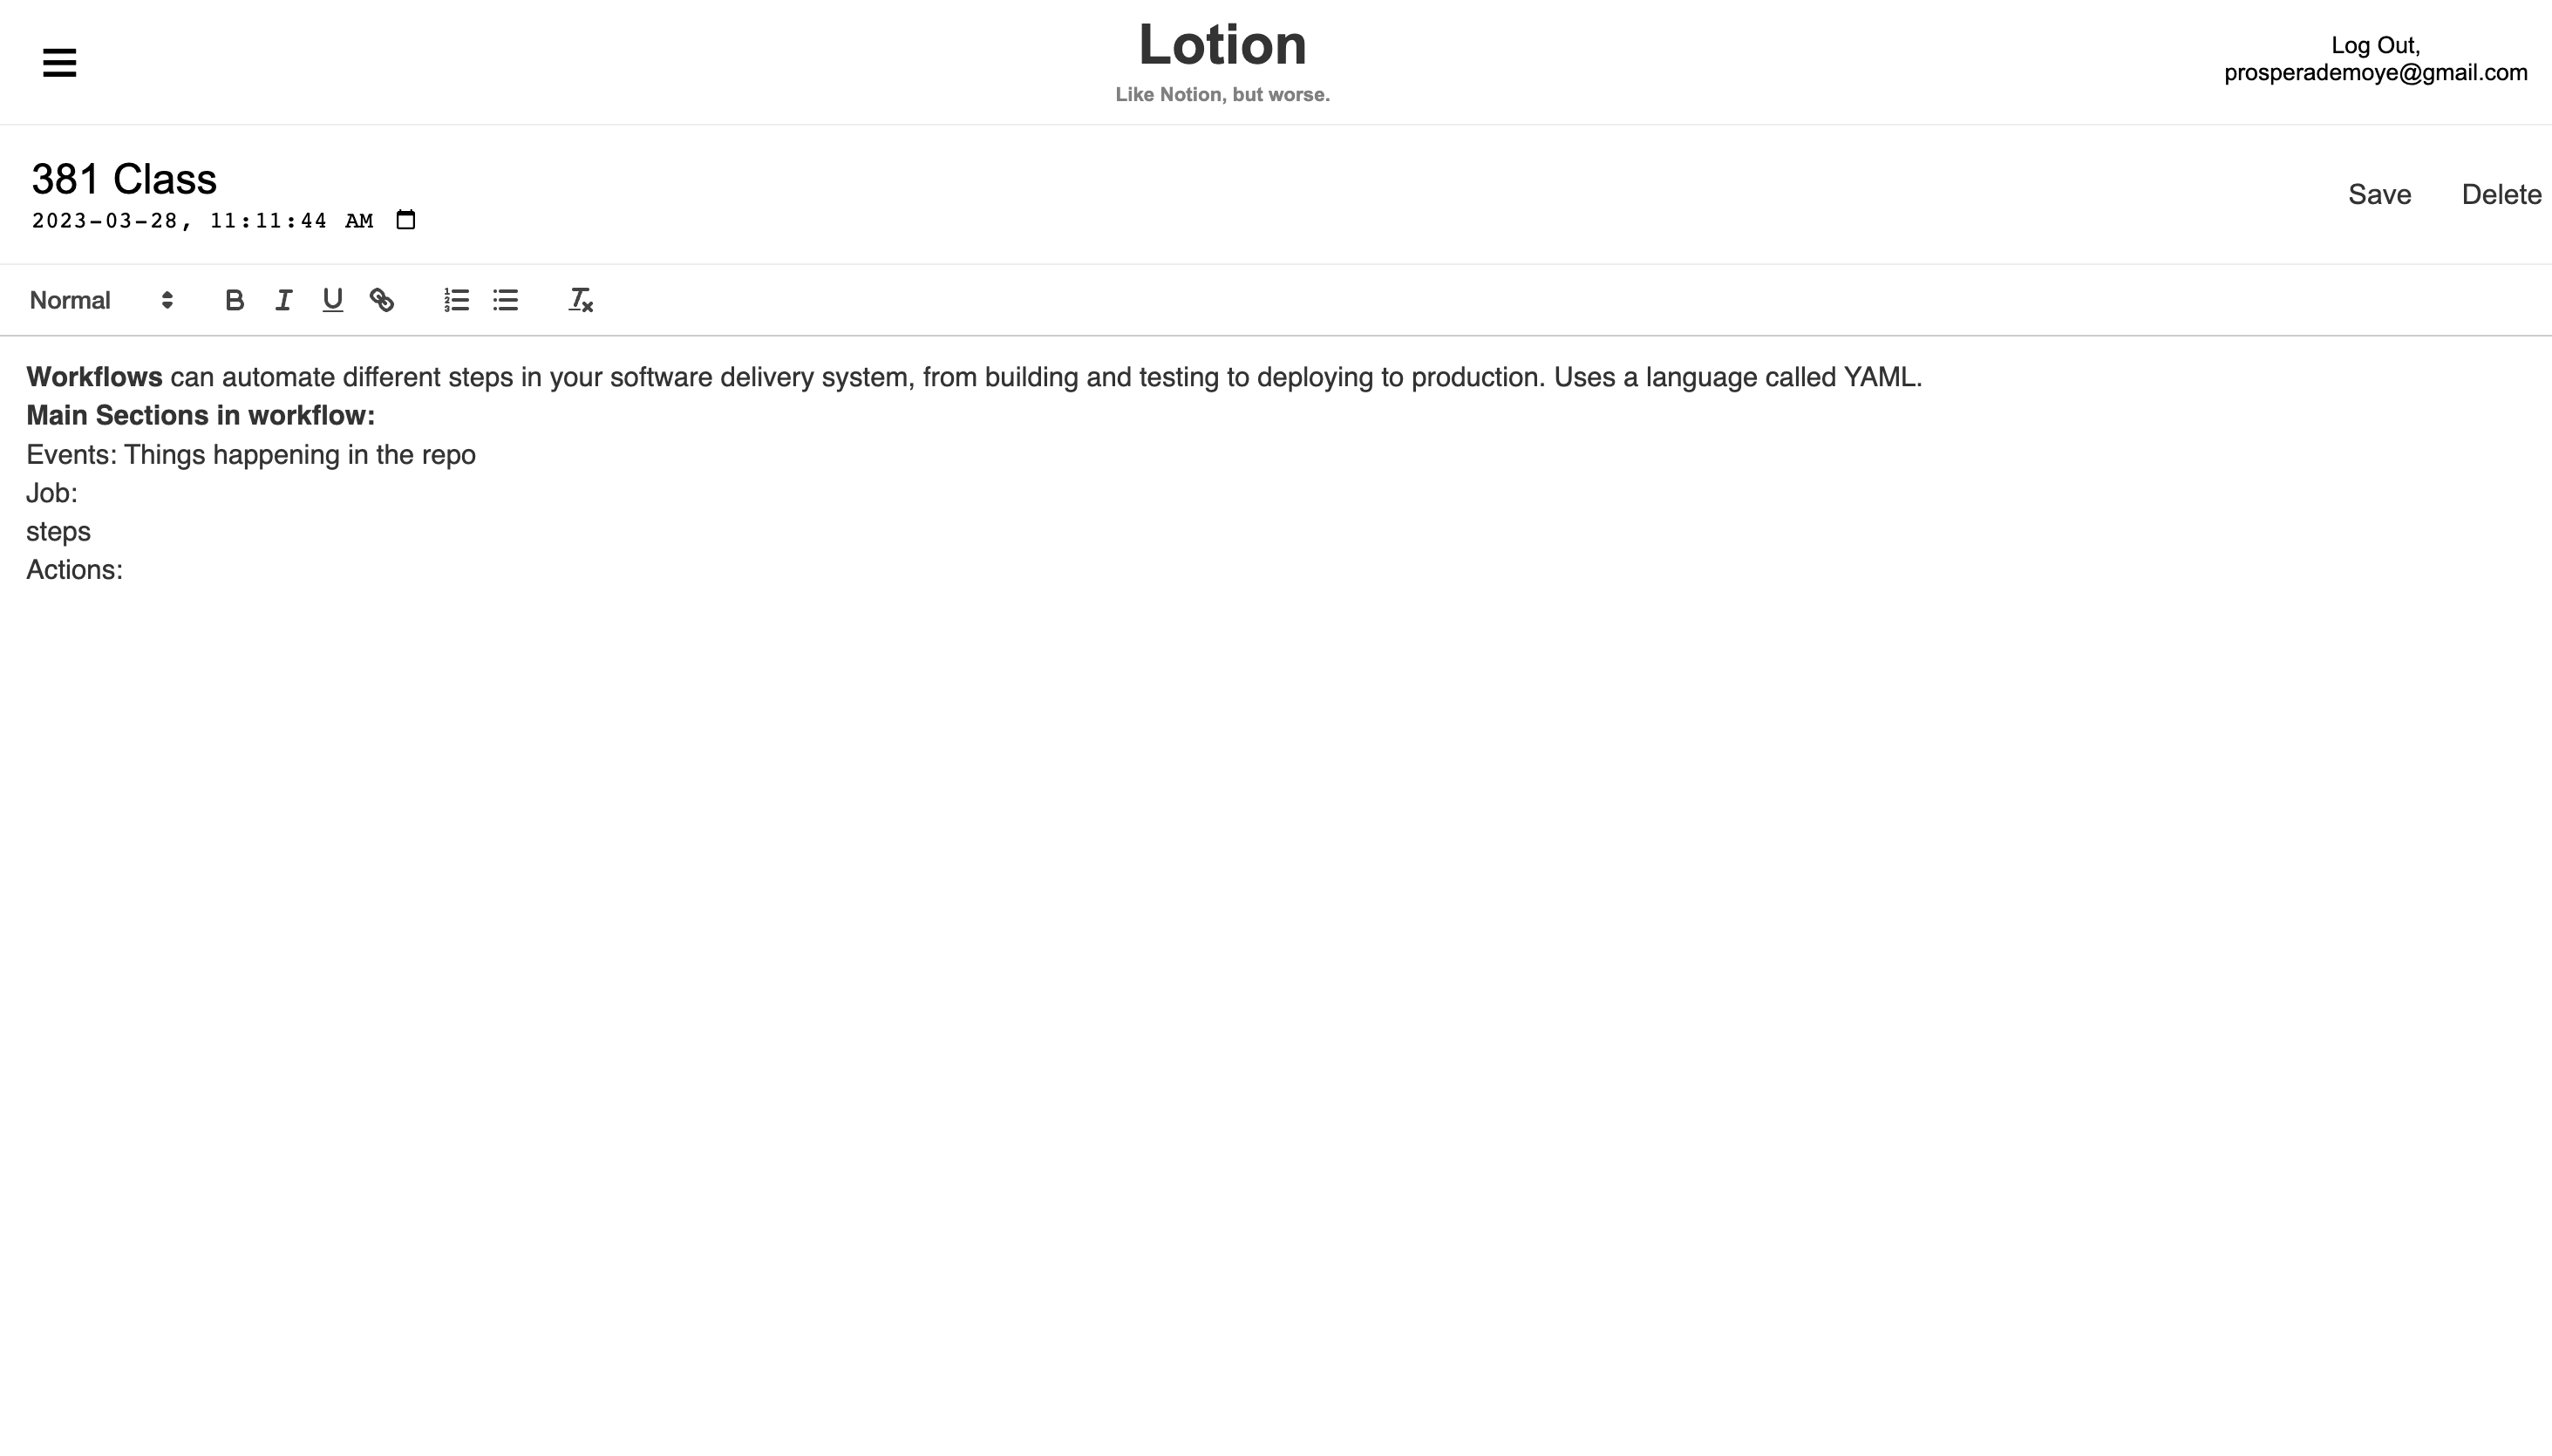 Lotion
Like Notion, but worse.
Log Out,
prosperademoye@gmail.com
381 Class
2023-03-28, 11:11:44 AM
Save
Delete
Normal
Workflows can automate different steps in your software delivery system, from building and testing to deploying to production. Uses a language called YAML.
Main Sections in workflow:
Events: Things happening in the repo
Job:
steps
Actions: